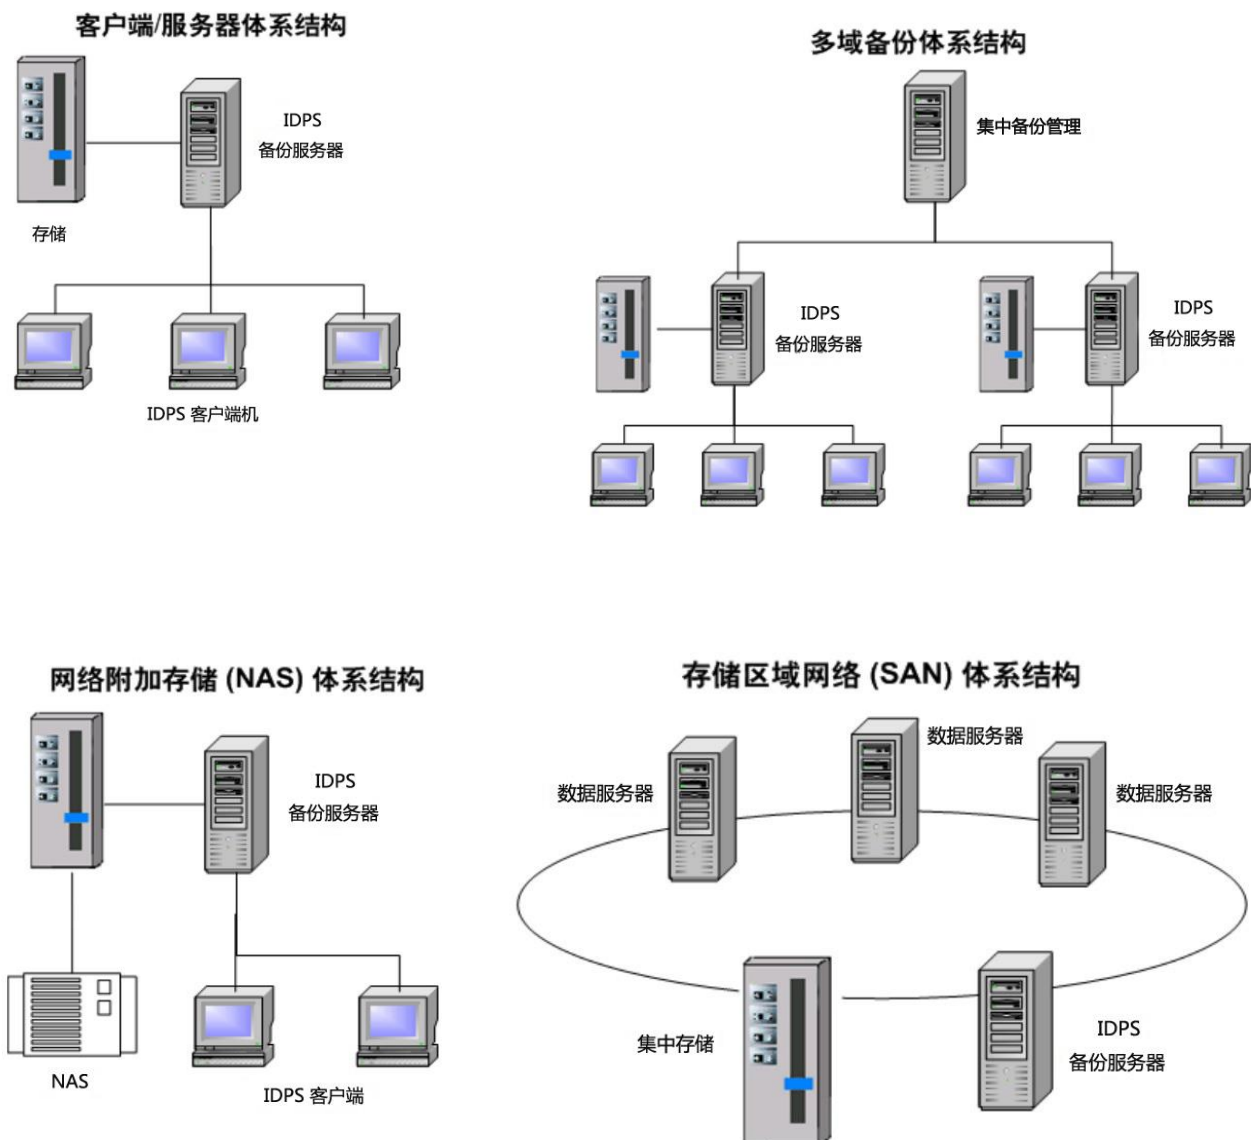 客户端/服务器体系结构
IDPS
备份服务器
存储
IDPS 客户端机
多域备份体系结构
集中备份管理
IDPS
备份服务器
IDPS
备份服务器
网络附加存储 (NAS) 体系结构
IDPS
备份服务器
NAS
IDPS 客户端
存储区域网络 (SAN) 体系结构
数据服务器
数据服务器
数据服务器
集中存储
IDPS
备份服务器